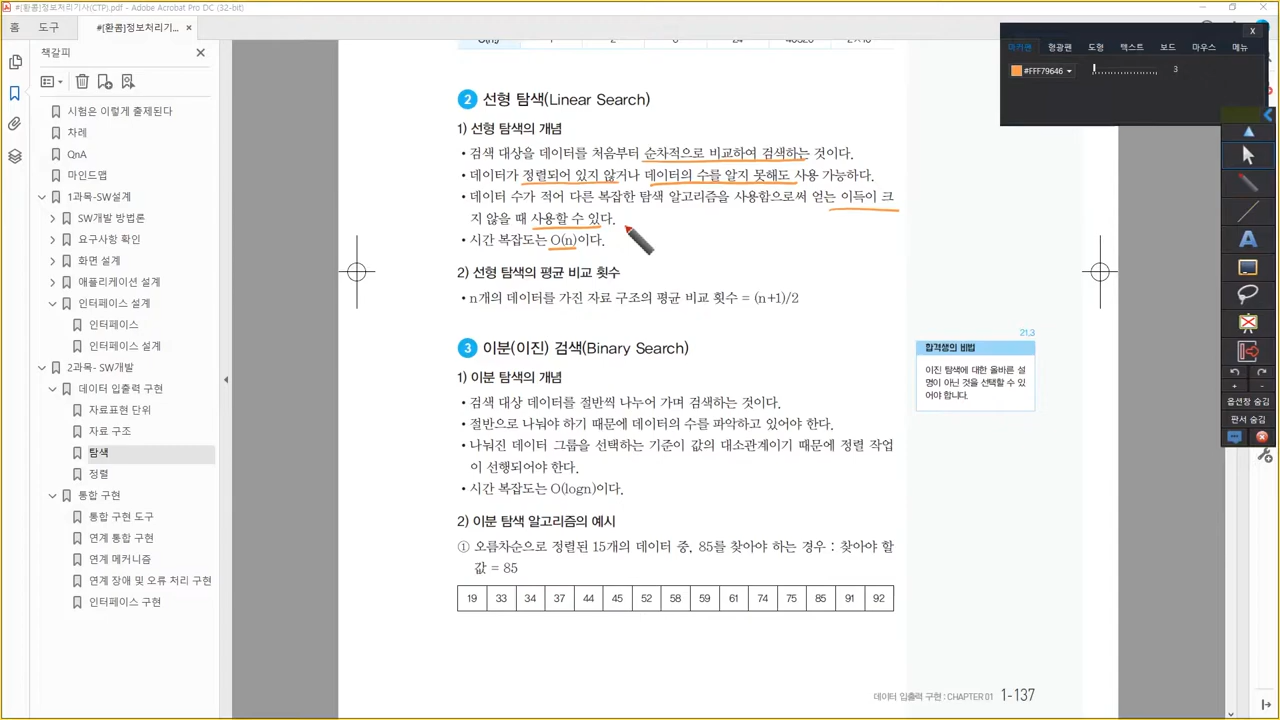 #[환콤]정보처리기사(CTP).pdf - Adobe Acrobat Pro DC (32-bit)
홈
도구
#[환콤]정보처리기...
×
책갈피
시험은 이렇게 출제된다
차례
QnA
마인드맵
1과목-SW설계
SW개발 방법론
요구사항 확인
화면 설계
애플리케이션 설계
인터페이스 설계
인터페이스
인터페이스 설계
2과목- SW개발
데이터 입출력 구현
자료표현 단위
자료 구조
탐색
정렬
통합 구현
통합 구현 도구
연계 통합 구현
연계 메커니즘
연계 장애 및 오류 처리 구현
인터페이스 구현
2 선형 탐색(Linear Search)
1) 선형 탐색의 개념
• 검색 대상을 데이터를 처음부터 순차적으로 비교하여 검색하는 것이다.
• 데이터가 정렬되어 있지 않거나 데이터의 수를 알지 못해도 사용 가능하다.
• 데이터 수가 적어 다른 복잡한 탐색 알고리즘을 사용함으로써 얻는 이득이 크
지 않을 때 사용할 수 있다.
• 시간 복잡도는 O(n)이다.
2) 선형 탐색의 평균 비교 횟수
• n개의 데이터를 가진 자료 구조의 평균 비교 횟수 = (n+1)/2
3 이분(이진) 검색(Binary Search)
1) 이분 탐색의 개념
• 검색 대상 데이터를 절반씩 나누어 가며 검색하는 것이다.
• 절반으로 나눠야 하기 때문에 데이터의 수를 파악하고 있어야 한다.
• 나눠진 데이터 그룹을 선택하는 기준이 값의 대소관계이기 때문에 정렬 작업
이 선행되어야 한다.
• 시간 복잡도는 O(logn)이다.
2) 이분 탐색 알고리즘의 예시
① 오름차순으로 정렬된 15개의 데이터 중, 85를 찾아야 하는 경우 : 찾아야 할
값 = 85
19 33 34 37 44 45 52 58 59 61 74 75 85 91 92
데이터 입출력 구현 : CHAPTER 01 1-137
21.3
합격생의 비법
이진 탐색에 대한 올바른 설
명이 아닌 것을 선택할 수 있
어야 합니다.
X
마카펜 형광펜 도형 텍스트 보드 마우스 메뉴
#FFF79646 3
A
옵션창 숨김
판서 숨김